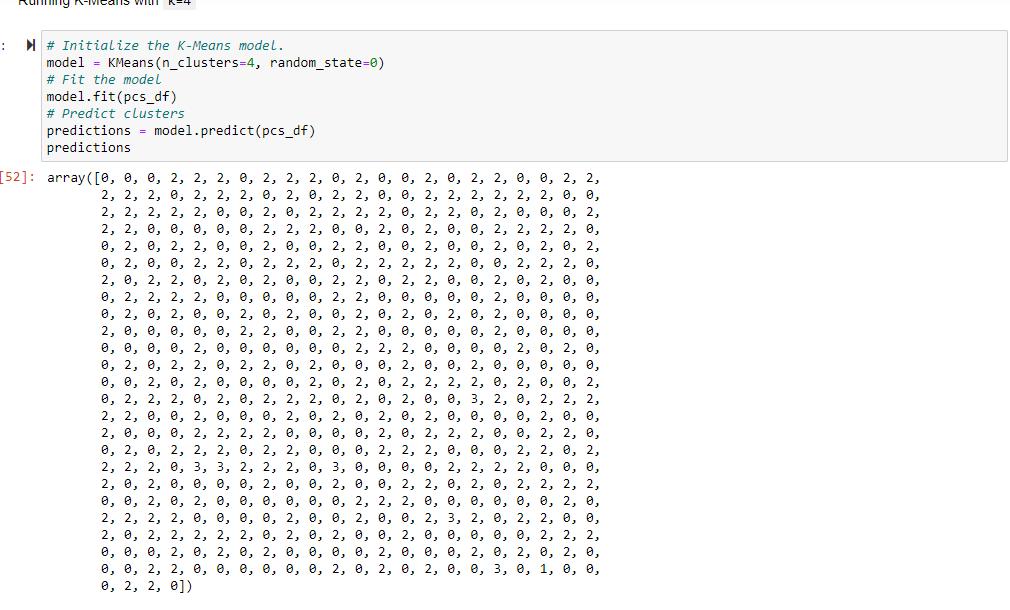 Running K-Means with k=4
: # Initialize the K-Means model.
model = KMeans(n_clusters=4, random_state=0)
# Fit the model
model.fit(pcs_df)
# Predict clusters
predictions = model.predict(pcs_df)
predictions
[52]: array([0, 0, 0, 2, 2, 2, 0, 2, 2, 2, 0, 2, 0, 0, 2, 0, 2, 2, 0, 0, 2, 2,
2, 2, 2, 0, 2, 2, 2, 0, 2, 0, 2, 2, 0, 0, 2, 2, 2, 2, 2, 2, 0, 0,
2, 2, 2, 2, 2, 0, 0, 2, 0, 2, 2, 2, 2, 0, 2, 2, 0, 2, 0, 0, 0, 2,
2, 2, 0, 0, 0, 0, 0, 2, 2, 2, 0, 0, 2, 0, 2, 0, 0, 2, 2, 2, 2, 0,
0, 2, 0, 2, 2, 0, 0, 2, 0, 0, 2, 2, 0, 0, 2, 0, 0, 2, 0, 2, 0, 2,
0, 2, 0, 0, 2, 2, 0, 2, 2, 2, 0, 2, 2, 2, 2, 2, 0, 0, 2, 2, 2, 0,
2, 0, 2, 2, 0, 2, 0, 2, 0, 0, 2, 2, 0, 2, 2, 0, 0, 2, 0, 2, 0, 0,
0, 2, 2, 2, 2, 0, 0, 0, 0, 0, 2, 2, 0, 0, 0, 0, 0, 2, 0, 0, 0, 0,
0, 2, 0, 2, 0, 0, 2, 0, 2, 0, 0, 2, 0, 2, 0, 2, 0, 2, 0, 0, 0, 0,
2, 0, 0, 0, 0, 0, 2, 2, 0, 0, 2, 2, 0, 0, 0, 0, 0, 2, 0, 0, 0, 0,
0, 0, 0, 0, 2, 0, 0, 0, 0, 0, 0, 2, 2, 2, 0, 0, 0, 0, 2, 0, 2, 0,
0, 2, 0, 2, 2, 0, 2, 2, 0, 2, 0, 0, 0, 2, 0, 0, 2, 0, 0, 0, 0, 0,
0, 0, 2, 0, 2, 0, 0, 0, 0, 2, 0, 2, 0, 2, 2, 2, 2, 0, 2, 0, 0, 2,
0, 2, 2, 2, 0, 2, 0, 2, 2, 2, 0, 2, 0, 2, 0, 0, 3, 2, 0, 2, 2, 2,
2, 2, 0, 0, 2, 0, 0, 0, 2, 0, 2, 0, 2, 0, 2, 0, 0, 0, 0, 2, 0, 0,
2, 0, 0, 0, 2, 2, 2, 2, 0, 0, 0, 0, 2, 0, 2, 2, 2, 0, 0, 2, 2, 0,
0, 2, 0, 2, 2, 2, 0, 2, 2, 0, 0, 0, 2, 2, 2, 0, 0, 0, 2, 2, 0, 2,
2, 2, 2, 0, 3, 3, 2, 2, 2, 0, 3, 0, 0, 0, 0, 2, 2, 2, 2, 0, 0, 0,
2, 0, 2, 0, 0, 0, 0, 2, 0, 0, 2, 0, 0, 2, 2, 0, 2, 0, 2, 2, 2, 2,
0, 0, 2, 0, 2, 0, 0, 0, 0, 0, 0, 2, 2, 2, 0, 0, 0, 0, 0, 0, 2, 0,
2, 2, 2, 2, 0, 0, 0, 0, 2, 0, 0, 2, 0, 0, 2, 3, 2, 0, 2, 2, 0, 0,
2, 0, 2, 2, 2, 2, 2, 0, 2, 0, 2, 0, 0, 2, 0, 0, 0, 0, 0, 2, 2, 2,
0, 0, 0, 2, 0, 2, 0, 2, 0, 0, 0, 0, 2, 0, 0, 0, 2, 0, 2, 0, 2, 0,
0, 0, 2, 2, 0, 0, 0, 0, 0, 0, 2, 0, 2, 0, 2, 0, 0, 3, 0, 1, 0, 0,
0, 2, 2, 0])